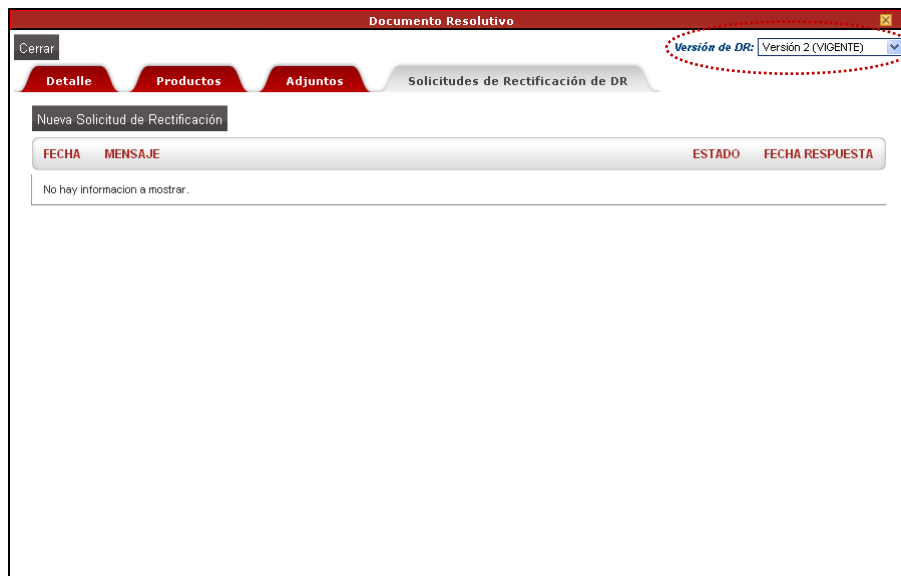 Documento Resolutivo
Cerrar
Versión de DR: Versión 2 (VIGENTE)
Detalle Productos Adjuntos Solicitudes de Rectificación de DR
Nueva Solicitud de Rectificación
FECHA MENSAJE ESTADO FECHA RESPUESTA
No hay informacion a mostrar.